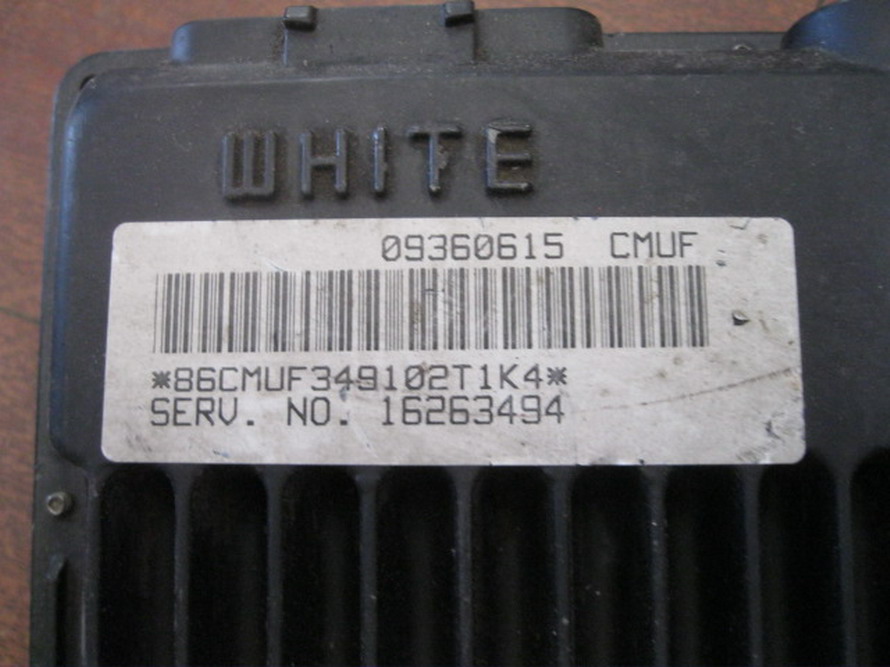 WHITE
09360615 CMUF
*86CMUF349102T1K4*
SERV. NO. 16263494